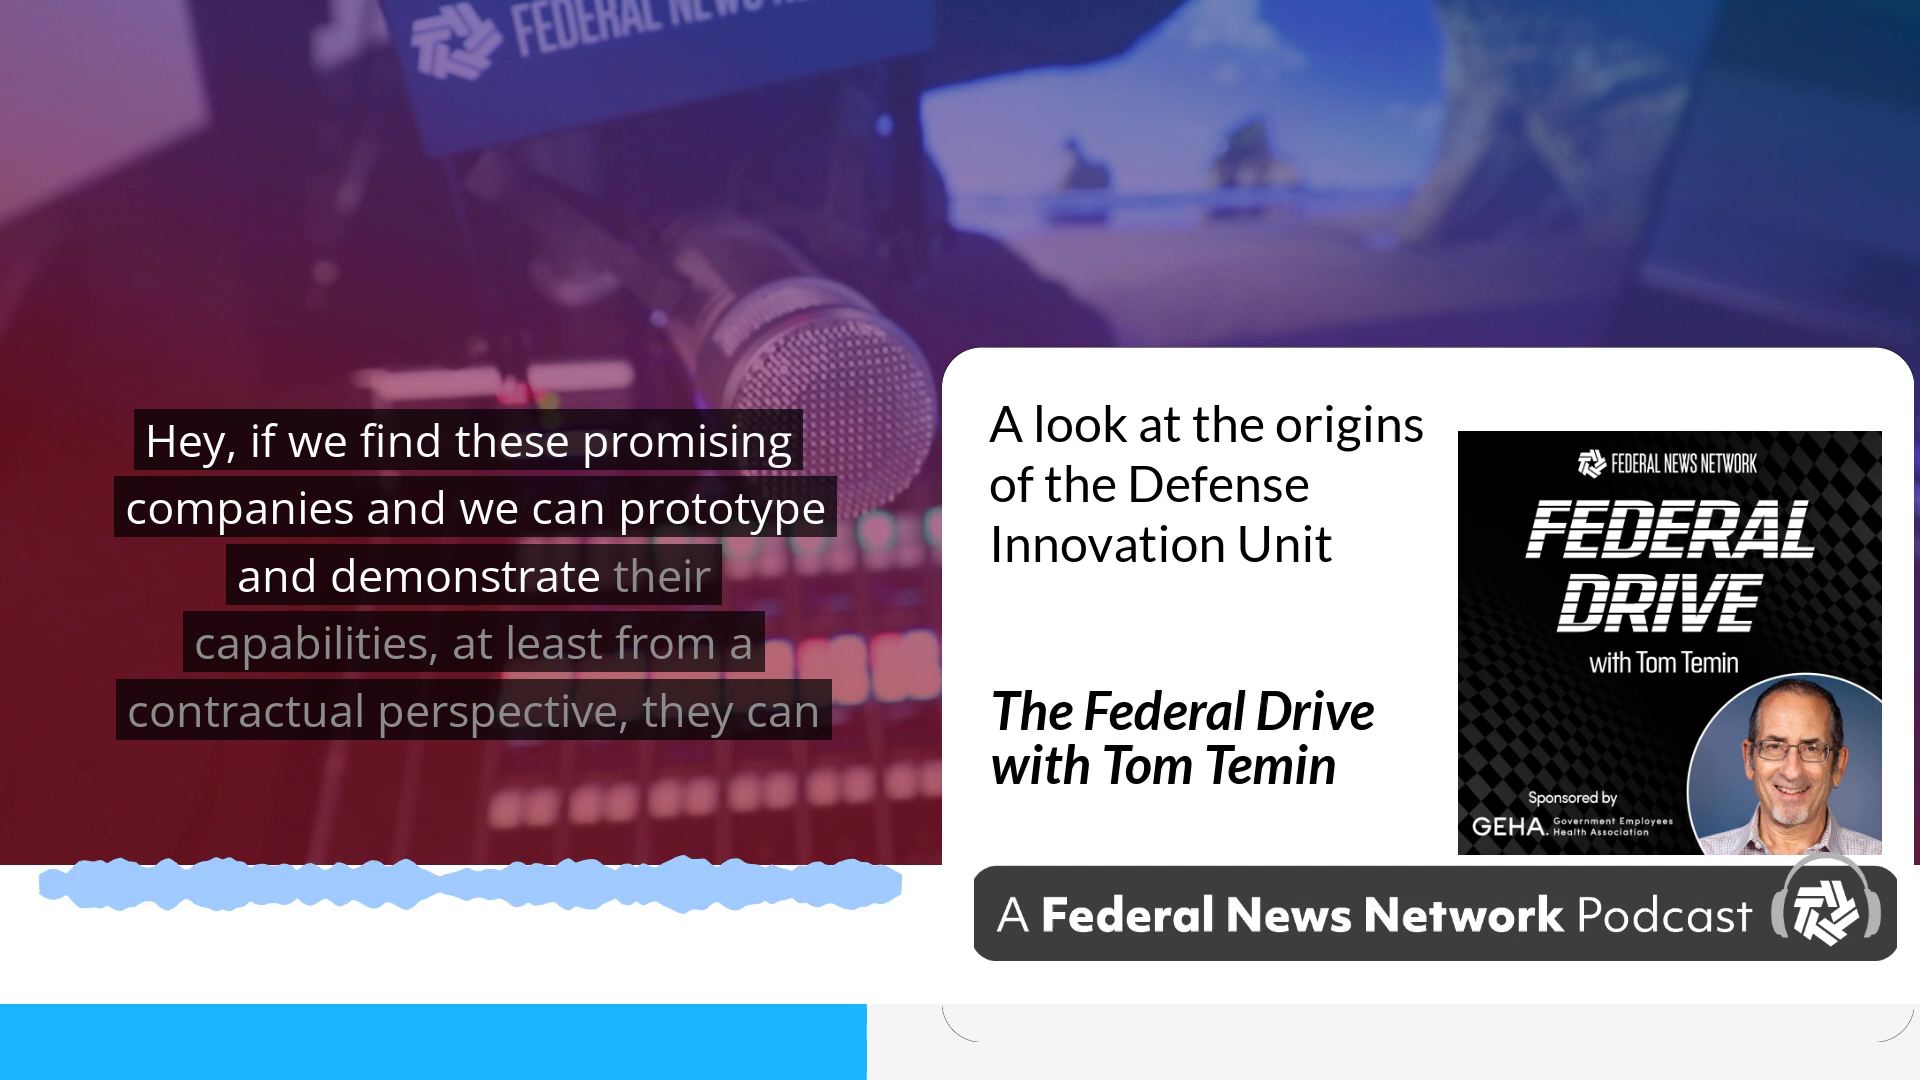 FEDERAL NEWS
Hey, if we find these promising
companies and we can prototype
and demonstrate their
capabilities, at least from a
contractual perspective, they can
A look at the origins
of the Defense
Innovation Unit
The Federal Drive
with Tom Temin
FEDERAL NEWS NETWORK
FEDERAL
DRIVE
with Tom Temin
Sponsored by
GEHA. Government Employees
Health Association
A Federal News Network Podcast